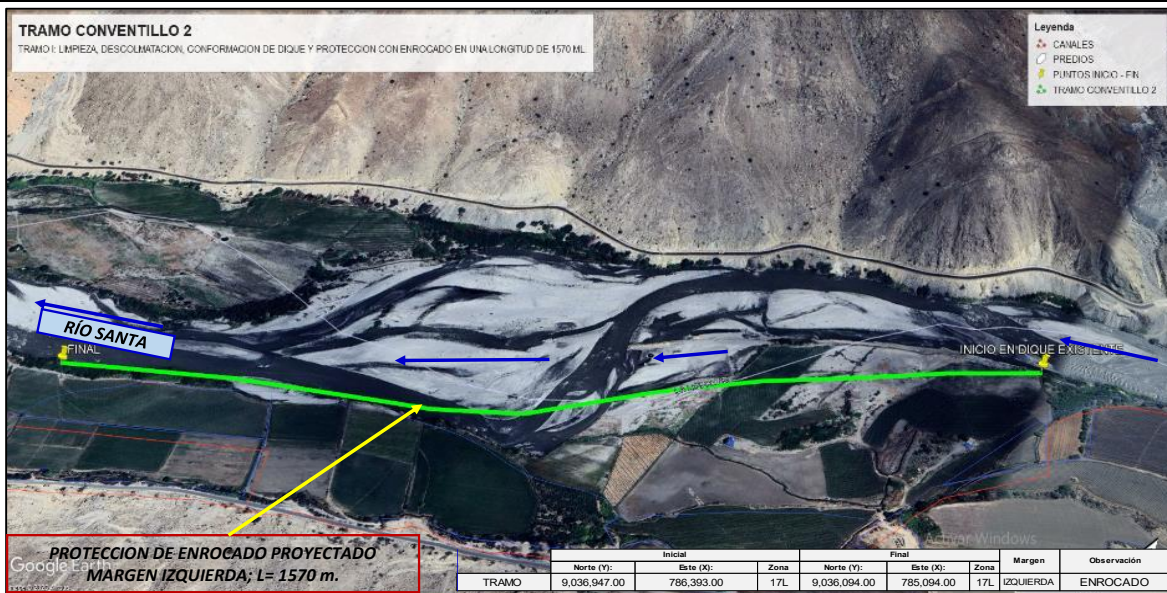 TRAMO CONVENTILLO 2
TRAMO I: LIMPIEZA, DESCOLMATACION, CONFORMACION DE DIQUE Y PROTECCION CON ENROCADO EN UNA LONGITUD DE 1570 ML.
Leyenda
CANALES
PREDIOS
PUNTOS INICIO - FIN
TRAMO CONVENTILLO 2
RÍO SANTA
FINAL
INICIO EN DIQUE EXISTENTE
PROTECCION DE ENROCADO PROYECTADO
MARGEN IZQUIERDA; L= 1570 m.
Google Earth
Activar Windows
Inicial Final Margen Observación
Norte (Y): Este (X): Zona Norte (Y): Este (X): Zona
TRAMO 9,036,947.00 786,393.00 17L 9,036,094.00 785,094.00 17L IZQUIERDA ENROCADO